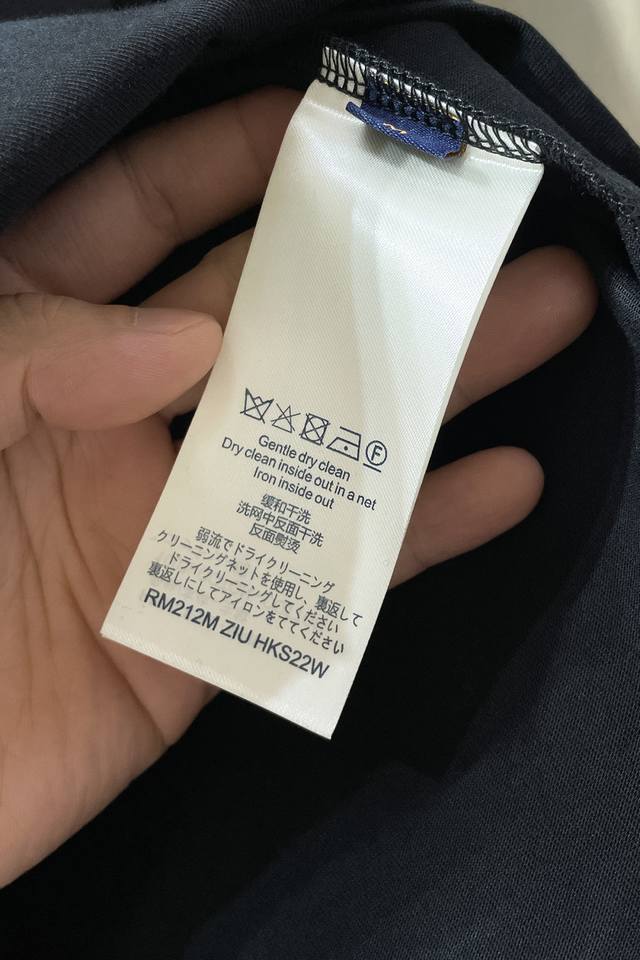 F
Gentle dry clean
Dry clean inside out in a net
Iron inside out
缓和干洗
洗网中反面干洗
反面熨烫
弱流でドライクリーニング
クリーニングネットを使用し、裏返して
ドライクリーニングしてください
裏返しにしてアイロンをててください
RM212M ZIU HKS22W